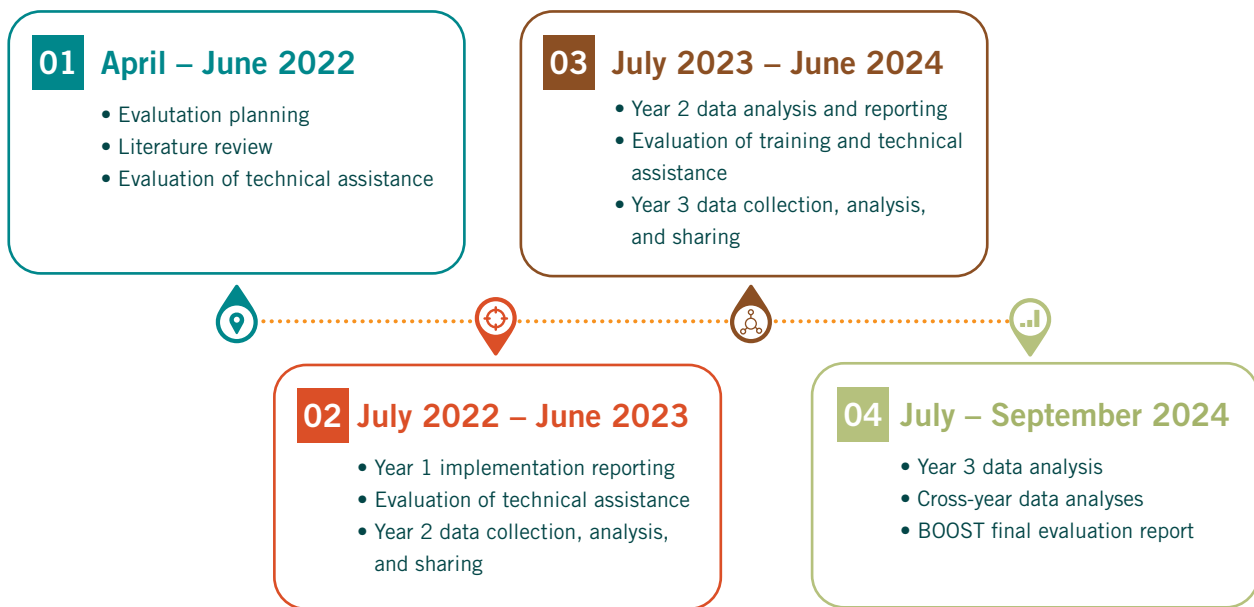 01 April – June 2022
• Evalutation planning
• Literature review
• Evaluation of technical assistance
02 July 2022 – June 2023
• Year 1 implementation reporting
• Evaluation of technical assistance
• Year 2 data collection, analysis,
and sharing
03 July 2023 – June 2024
• Year 2 data analysis and reporting
• Evaluation of training and technical
assistance
• Year 3 data collection, analysis,
and sharing
04 July – September 2024
• Year 3 data analysis
• Cross-year data analyses
• BOOST final evaluation report